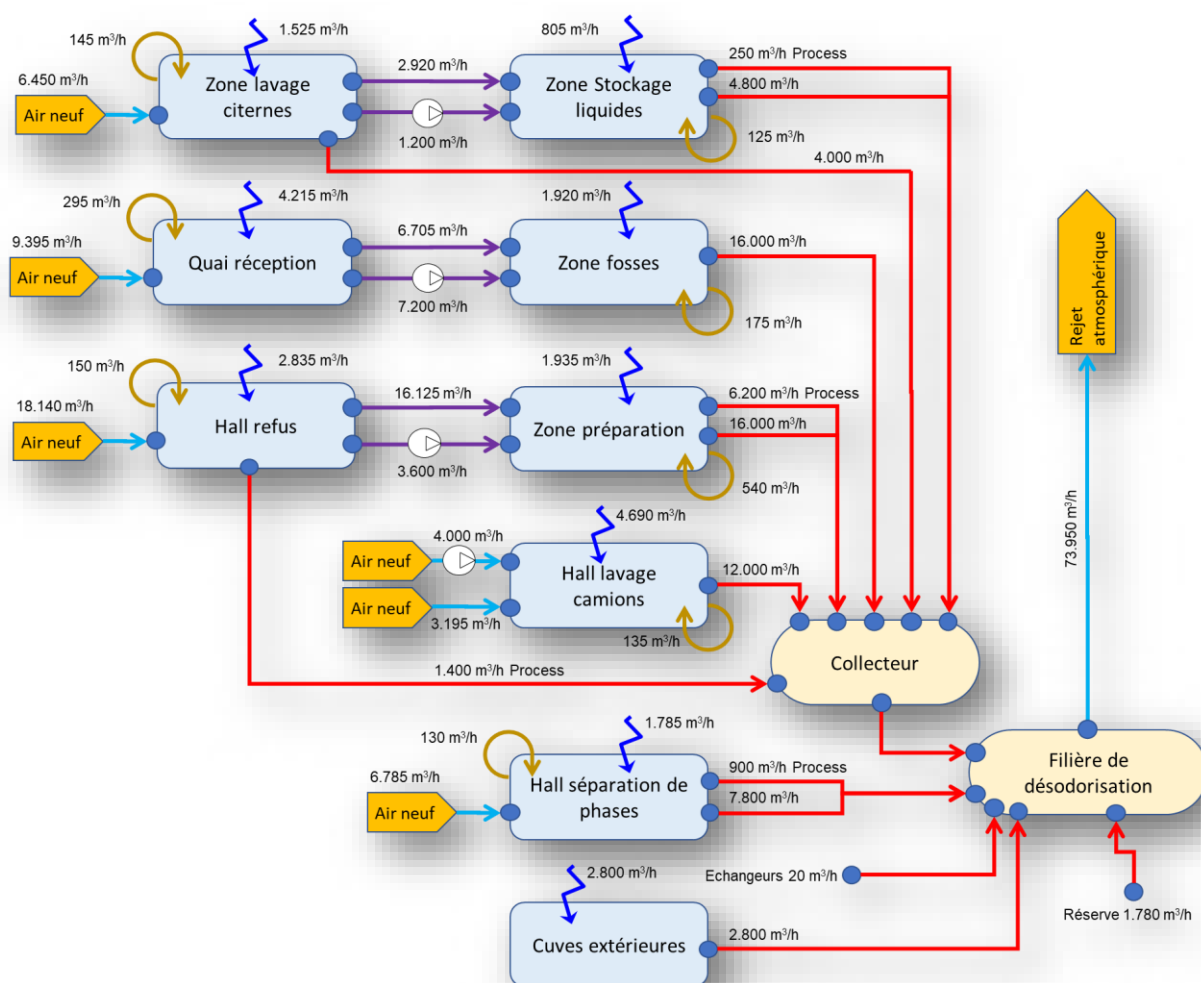 145 m³/h
1.525 m³/h
805 m³/h
250 m³/h Process
6.450 m³/h
Air neuf
Zone lavage
citernes
2.920 m³/h
1.200 m³/h
Zone Stockage
liquides
4.800 m³/h
125 m³/h
4.000 m³/h
295 m³/h
4.215 m³/h
1.920 m³/h
9.395 m³/h
Air neuf
Quai réception
6.705 m³/h
7.200 m³/h
Zone fosses
16.000 m³/h
175 m³/h
150 m³/h
2.835 m³/h
1.935 m³/h
18.140 m³/h
Air neuf
Hall refus
16.125 m³/h
3.600 m³/h
Zone préparation
6.200 m³/h Process
16.000 m³/h
540 m³/h
4.690 m³/h
4.000 m³/h
Air neuf
Air neuf
3.195 m³/h
Hall lavage
camions
12.000 m³/h
135 m³/h
1.400 m³/h Process
Collecteur
Rejet
atmosphérique
73.950 m³/h
130 m³/h
1.785 m³/h
6.785 m³/h
Air neuf
Hall séparation de
phases
900 m³/h Process
7.800 m³/h
Filière de
désodorisation
2.800 m³/h
Echangeurs 20 m³/h
Réserve 1.780 m³/h
Cuves extérieures
2.800 m³/h